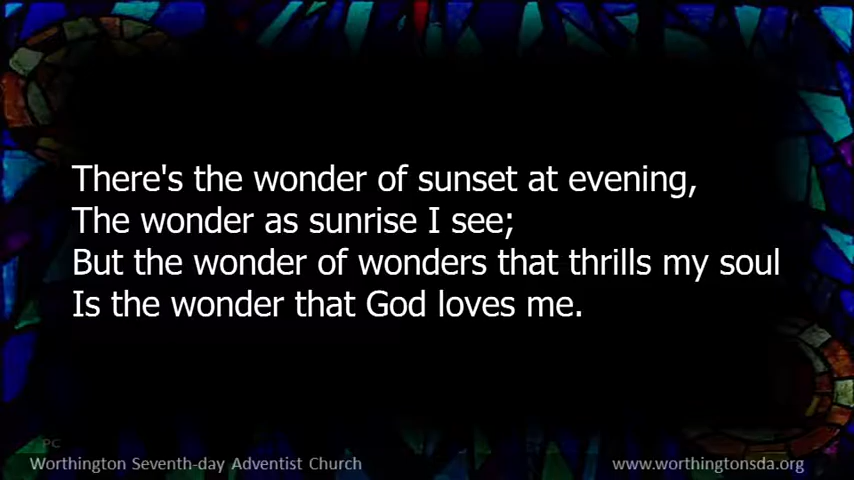 There's the wonder of sunset at evening,
The wonder as sunrise I see;
But the wonder of wonders that thrills my soul
Is the wonder that God loves me.
PC
Worthington Seventh-day Adventist Church
www.worthingtonsda.org